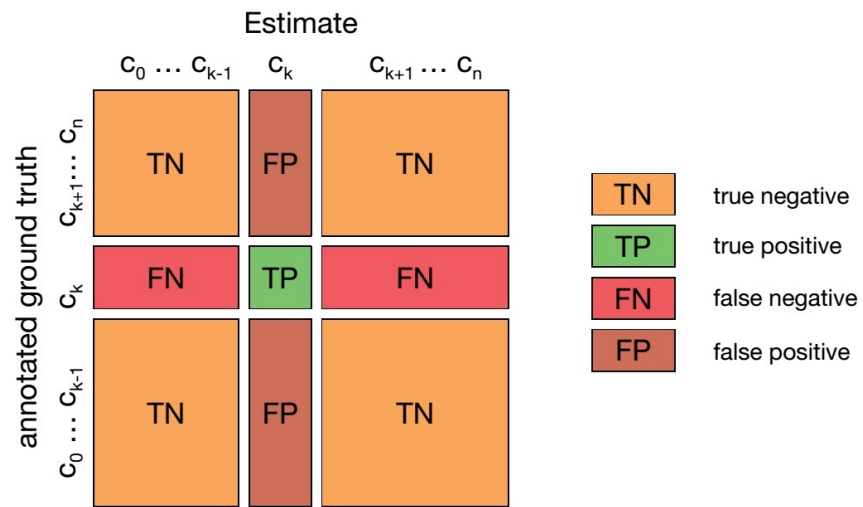 Estimate
c₀ … cₖ₋₁ cₖ cₖ₊₁ … cₙ
annotated ground truth
cₖ₊₁ … cₙ
cₖ
c₀ … cₖ₋₁
TN FP TN
FN TP FN
TN FP TN
TN true negative
TP true positive
FN false negative
FP false positive